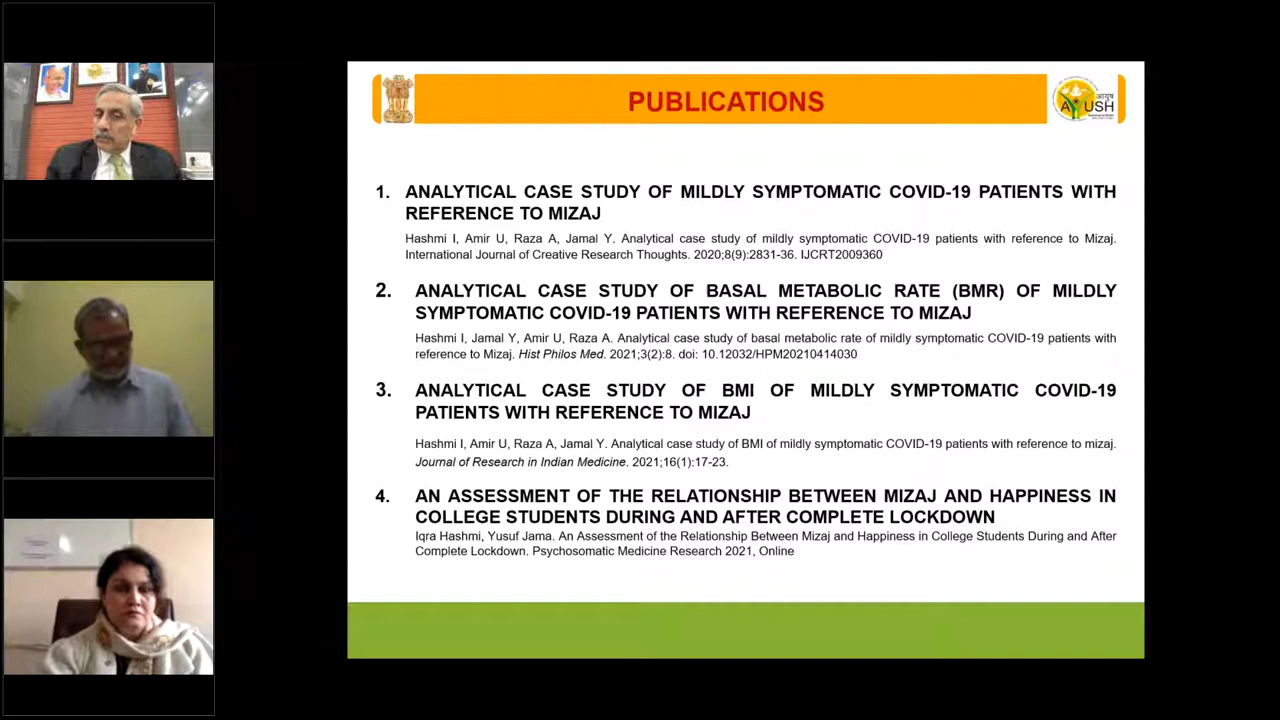 PUBLICATIONS
आयुष
AYUSH
1. ANALYTICAL CASE STUDY OF MILDLY SYMPTOMATIC COVID-19 PATIENTS WITH
REFERENCE TO MIZAJ
Hashmi I, Amir U, Raza A, Jamal Y. Analytical case study of mildly symptomatic COVID-19 patients with reference to Mizaj.
International Journal of Creative Research Thoughts. 2020;8(9):2831-36. IJCRT2009360
2. ANALYTICAL CASE STUDY OF BASAL METABOLIC RATE (BMR) OF MILDLY
SYMPTOMATIC COVID-19 PATIENTS WITH REFERENCE TO MIZAJ
Hashmi I, Jamal Y, Amir U, Raza A. Analytical case study of basal metabolic rate of mildly symptomatic COVID-19 patients with
reference to Mizaj. Hist Philos Med. 2021;3(2):8. doi: 10.12032/HPM20210414030
3. ANALYTICAL CASE STUDY OF BMI OF MILDLY SYMPTOMATIC COVID-19
PATIENTS WITH REFERENCE TO MIZAJ
Hashmi I, Amir U, Raza A, Jamal Y. Analytical case study of BMI of mildly symptomatic COVID-19 patients with reference to mizaj.
Journal of Research in Indian Medicine. 2021;16(1):17-23.
4. AN ASSESSMENT OF THE RELATIONSHIP BETWEEN MIZAJ AND HAPPINESS IN
COLLEGE STUDENTS DURING AND AFTER COMPLETE LOCKDOWN
Iqra Hashmi, Yusuf Jama. An Assessment of the Relationship Between Mizaj and Happiness in College Students During and After
Complete Lockdown. Psychosomatic Medicine Research 2021, Online